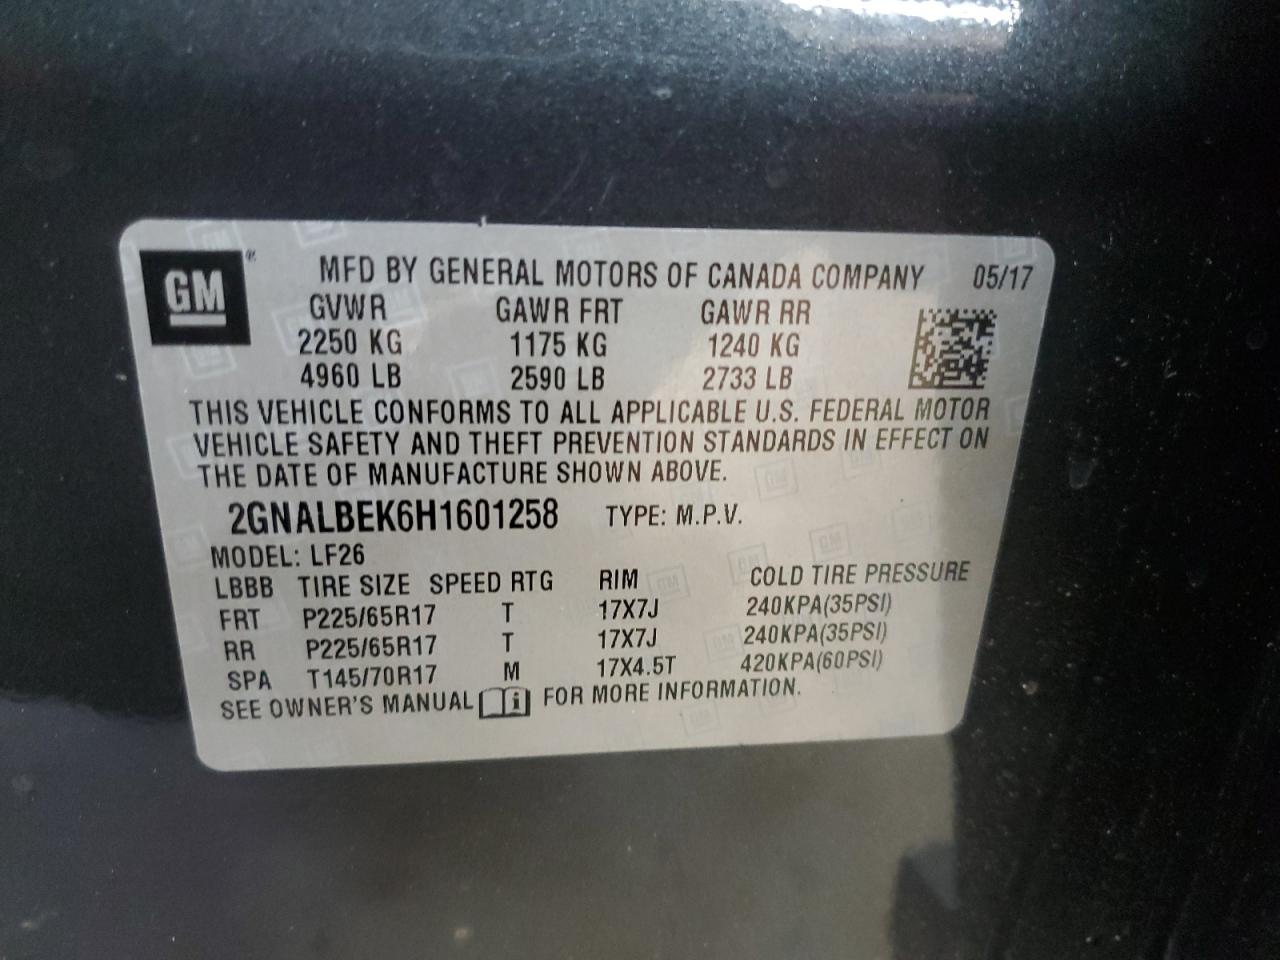 GM ® MFD BY GENERAL MOTORS OF CANADA COMPANY 05/17
GVWR GAWR FRT GAWR RR
2250 KG 1175 KG 1240 KG
4960 LB 2590 LB 2733 LB
THIS VEHICLE CONFORMS TO ALL APPLICABLE U.S. FEDERAL MOTOR
VEHICLE SAFETY AND THEFT PREVENTION STANDARDS IN EFFECT ON
THE DATE OF MANUFACTURE SHOWN ABOVE.
2GNALBEK6H1601258 TYPE: M.P.V.
MODEL: LF26
LBBB TIRE SIZE SPEED RTG RIM COLD TIRE PRESSURE
FRT P225/65R17 T 17X7J 240KPA(35PSI)
RR P225/65R17 T 17X7J 240KPA(35PSI)
SPA T145/70R17 M 17X4.5T 420KPA(60PSI)
SEE OWNER'S MANUAL i FOR MORE INFORMATION.